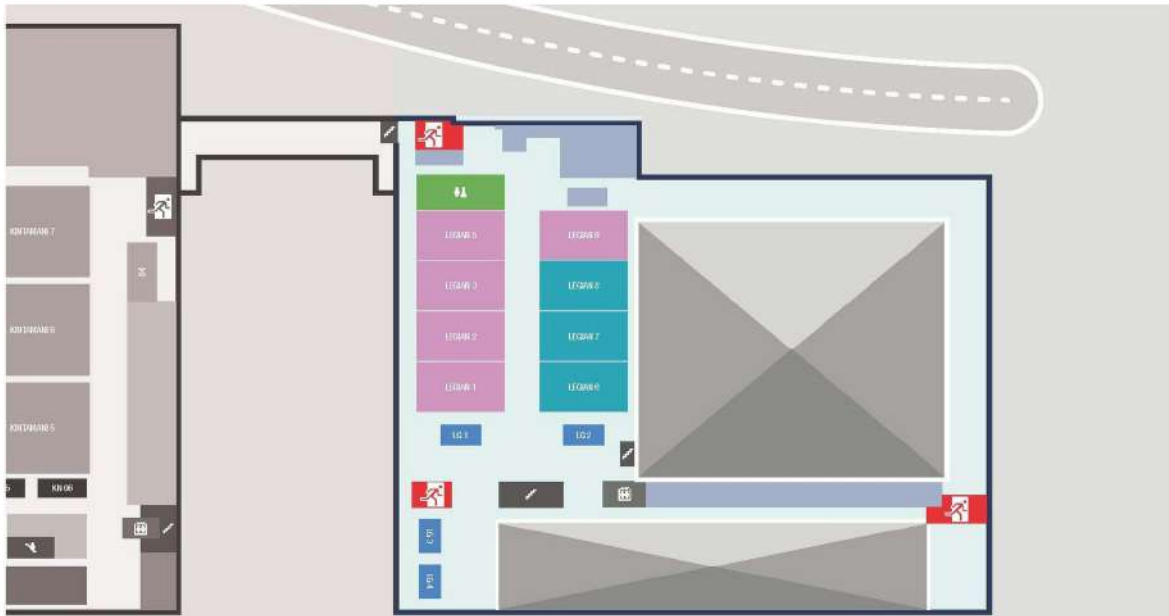 KINTAMANI 7
KINTAMANI 6
KINTAMANI 5
KN 06
LEGIAN 5
LEGIAN 3
LEGIAN 2
LEGIAN 1
LG 1
LEGIAN 9
LEGIAN 8
LEGIAN 7
LEGIAN 6
LG 2
LG 3
LG 4